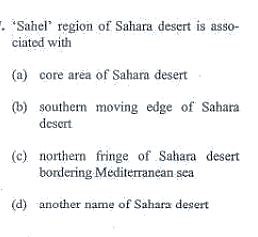 . 'Sahel' region of Sahara desert is asso-
ciated with
(a) core area of Sahara desert
(b) southern moving edge of Sahara
desert
(c) northern fringe of Sahara desert
bordering Mediterranean sea
(d) another name of Sahara desert